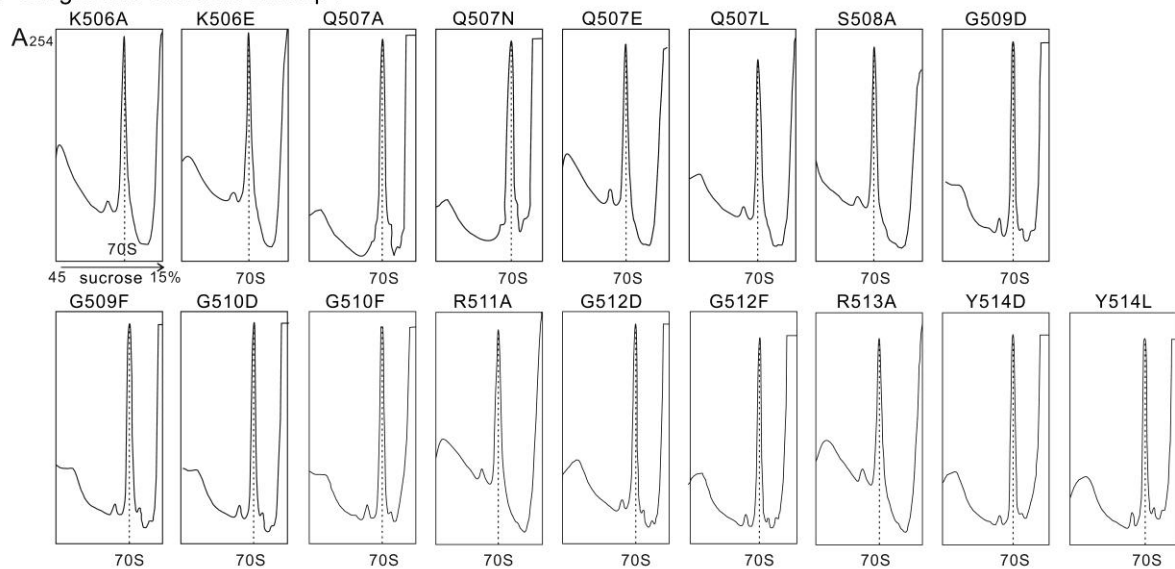 K506A K506E Q507A Q507N Q507E Q507L S508A G509D
A254
70S
45 sucrose 15% 70S 70S 70S 70S 70S 70S 70S
G509F G510D G510F R511A G512D G512F R513A Y514D Y514L
70S 70S 70S 70S 70S 70S 70S 70S 70S